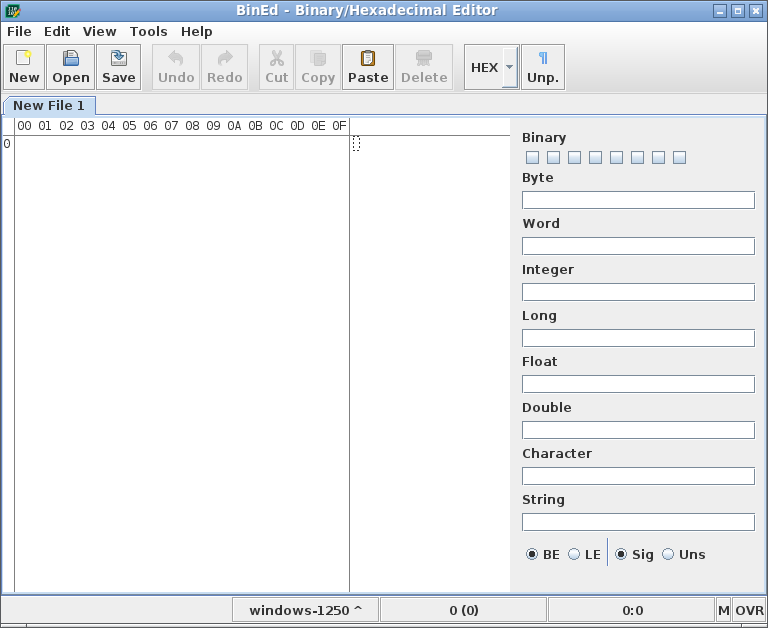 BinEd - Binary/Hexadecimal Editor
File Edit View Tools Help
New Open Save Undo Redo Cut Copy Paste Delete HEX ¶ Unp.
New File 1
00 01 02 03 04 05 06 07 08 09 0A 0B 0C 0D 0E 0F
0
Binary
Byte
Word
Integer
Long
Float
Double
Character
String
BE LE Sig Uns
windows-1250 ^ 0 (0) 0:0 M OVR